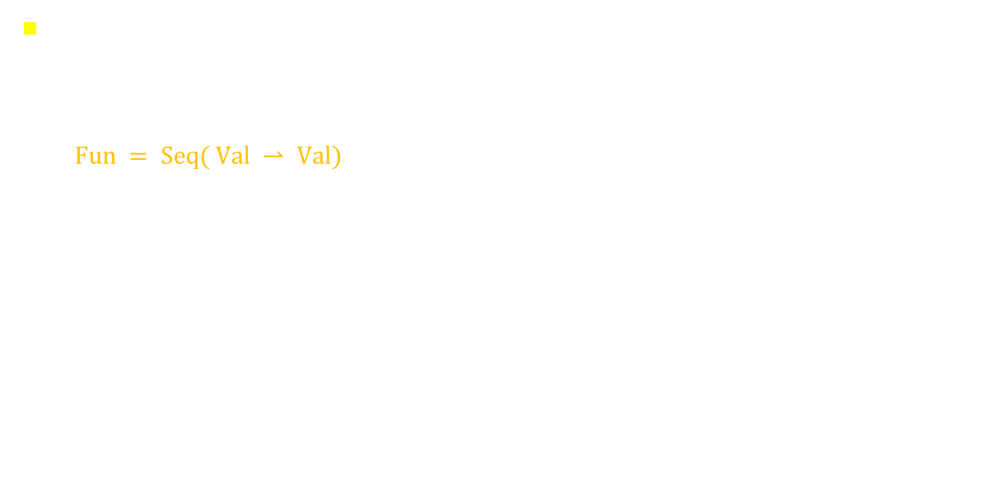 Fun = Seq( Val ⇀ Val)